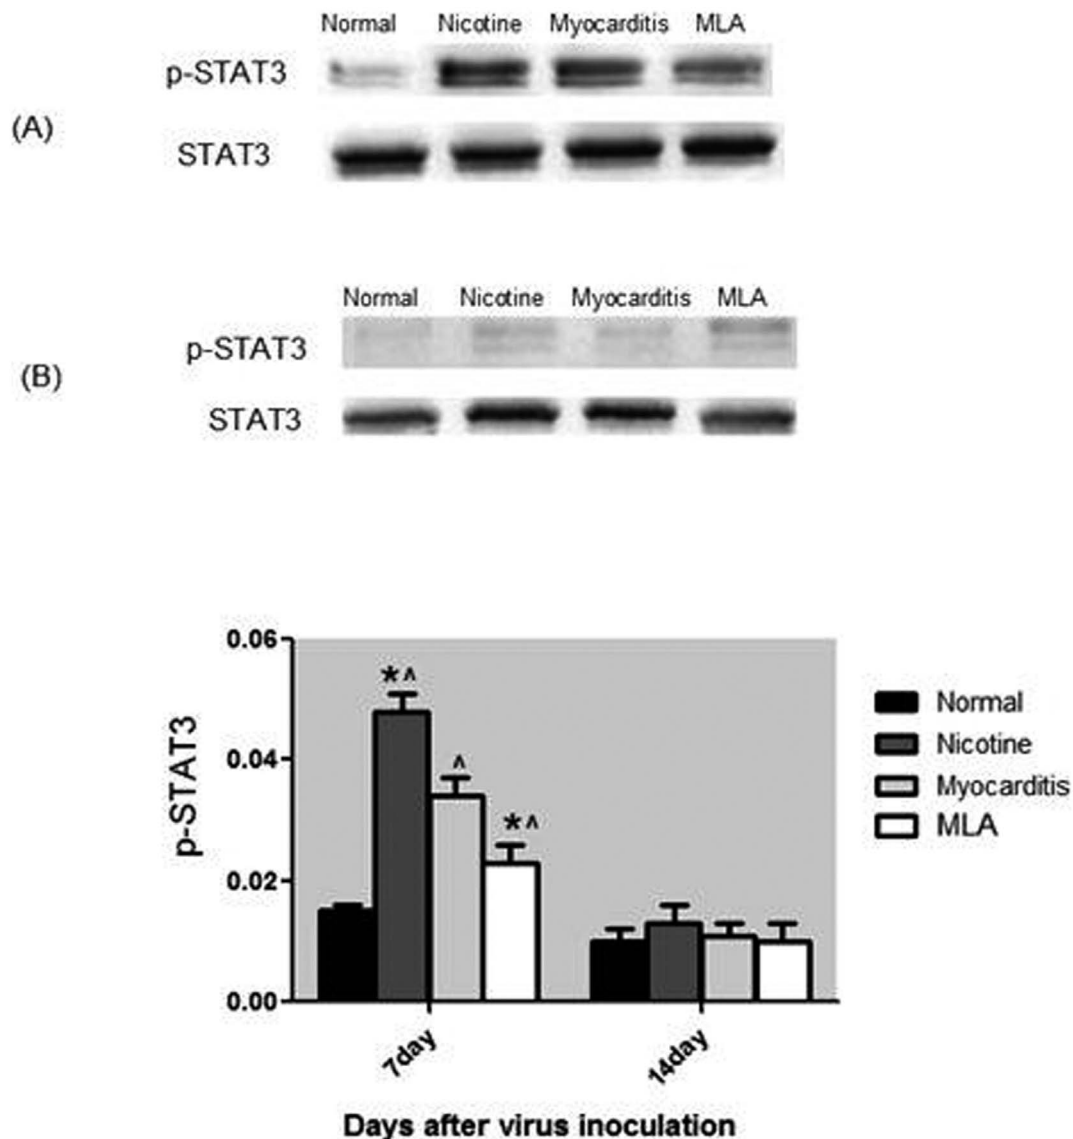 Normal Nicotine Myocarditis MLA
p-STAT3
(A)
STAT3
Normal Nicotine Myocarditis MLA
p-STAT3
(B)
STAT3
0.06
*^
Normal
Nicotine
^
0.04
Myocarditis
*^
MLA
p-STAT3
0.02
0.00
7day 14day
Days after virus inoculation